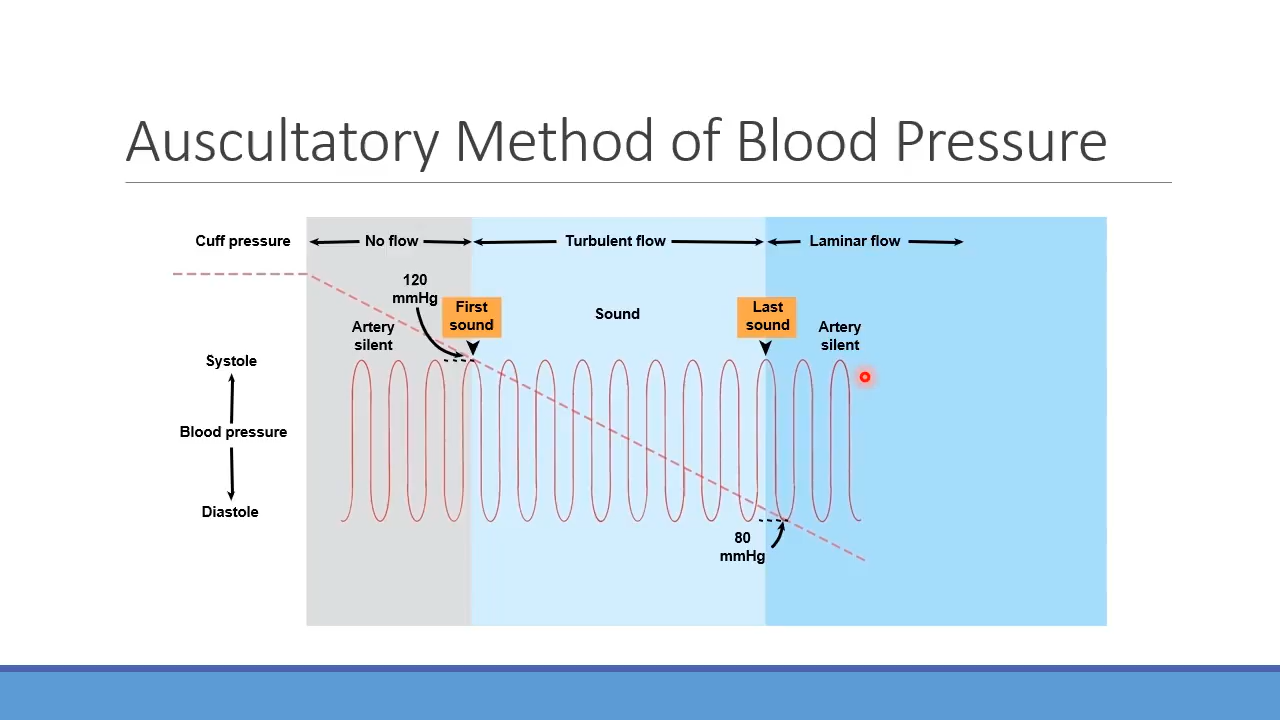 Auscultatory Method of Blood Pressure
Cuff pressure
No flow
Turbulent flow
Laminar flow
120
mmHg
First
sound
Sound
Last
sound
Artery
silent
Artery
silent
Systole
Blood pressure
Diastole
80
mmHg